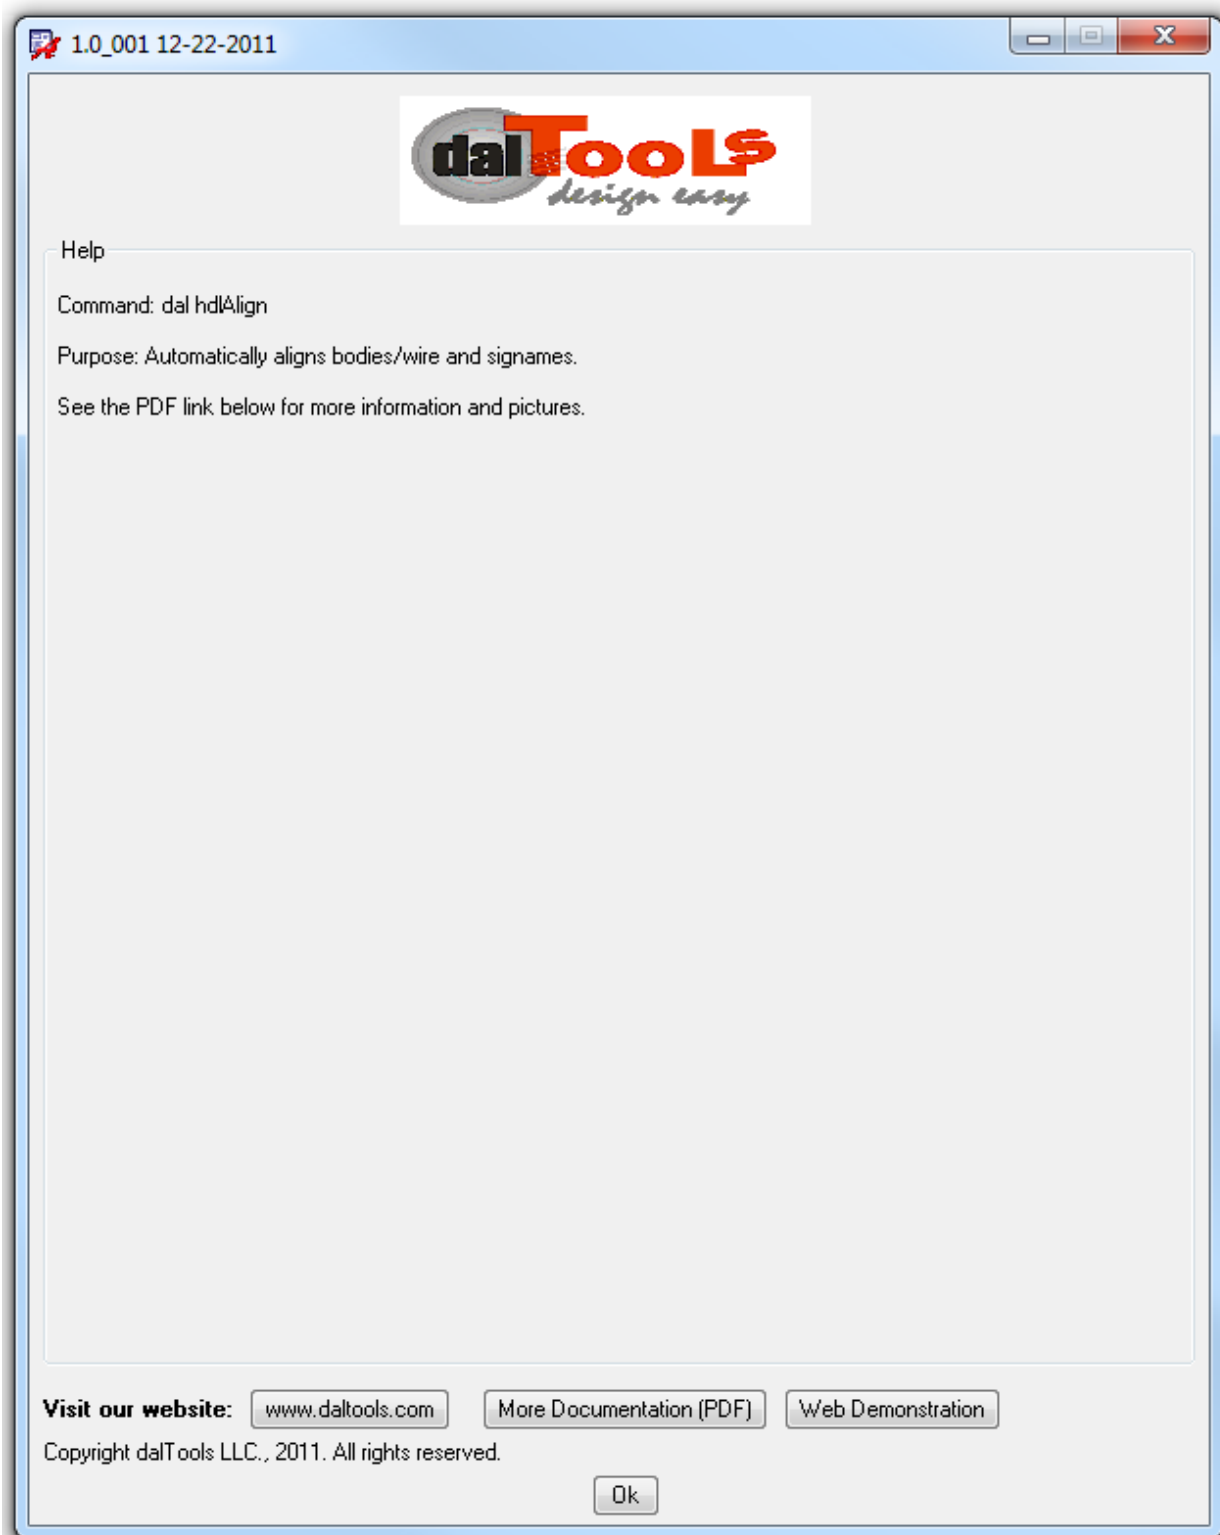 1.0_001 12-22-2011
dalTooLs
design easy
Help
Command: dal hdlAlign
Purpose: Automatically aligns bodies/wire and signames.
See the PDF link below for more information and pictures.
Visit our website: www.daltools.com More Documentation (PDF) Web Demonstration
Copyright dalTools LLC., 2011. All rights reserved.
Ok